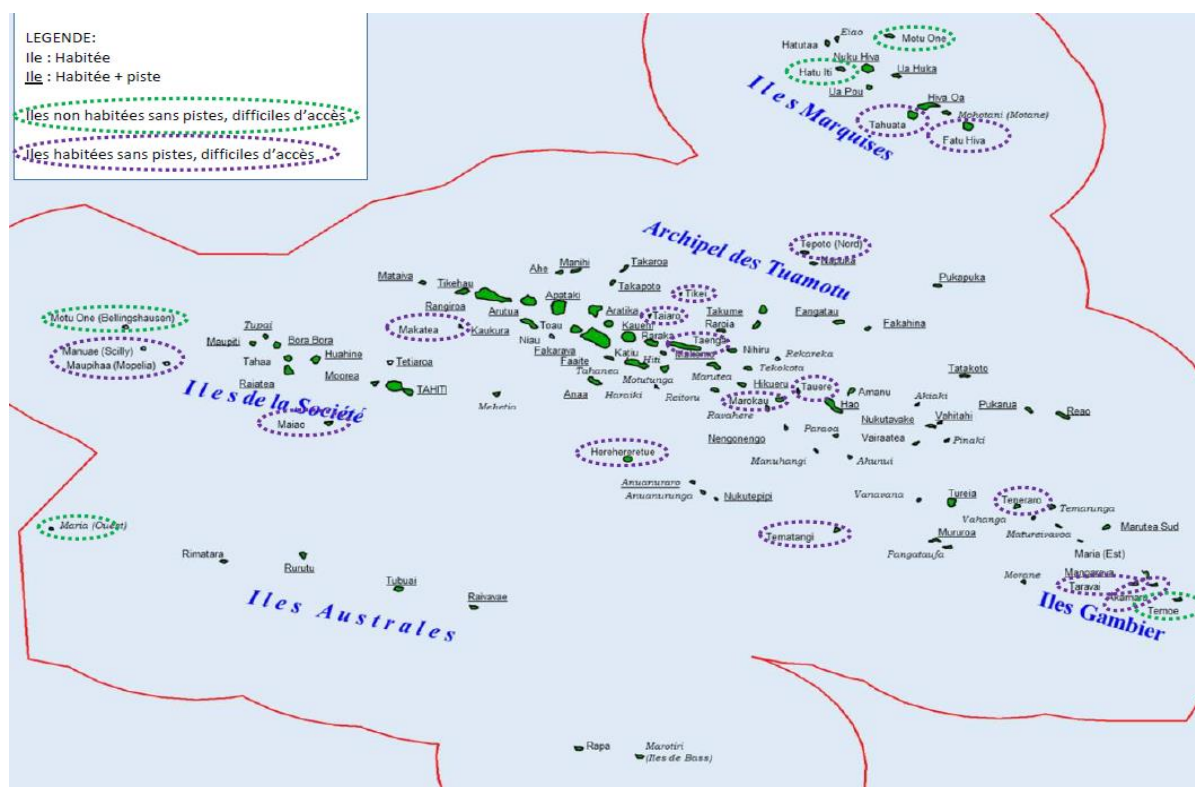 LEGENDE:
Ile : Habitée
Ile : Habitée + piste
Iles non habitées sans pistes, difficiles d’accès
Iles habitées sans pistes, difficiles d’accès
Eiao
Motu One
Hatutaa
Nuku Hiva
Hatu Iti
Ua Huka
Ua Pou
Hiva Oa
Mohotani (Motane)
Tahuata
Fatu Hiva
Iles Marquises
Archipel des Tuamotu
Tepoto (Nord)
Napuka
Mataiva
Tikehau
Ahe
Manihi
Takaroa
Takapoto
Pukapuka
Rangiroa
Apataki
Tikei
Arutua
Aratika
Taiaro
Takume
Fangatau
Motu One (Bellingshausen)
Makatea
Kaukura
Toau
Kauehi
Raroia
Fakahina
Tupai
Niau
Raraka
Taenga
Manuae (Scilly)
Maupiti
Bora Bora
Fakarava
Katiu
Hiti
Makemo
Nihiru
Rekareka
Maupihaa (Mopelia)
Tahaa
Huahine
Tetiaroa
Faaite
Tahanea
Motutunga
Marutea
Tekokota
Tatakoto
Raiatea
Moorea
TAHITI
Mehetia
Anaa
Haraiki
Reitoru
Hikueru
Tauere
Amanu
Iles de la Société
Marokau
Hao
Akiaki
Pukarua
Reao
Maiao
Ravahere
Paraoa
Nukutavake
Vahitahi
Nengonengo
Vairaatea
Pinaki
Hereheretue
Manuhangi
Ahunui
Anuanuraro
Anuanurunga
Nukutepipi
Vanavana
Tureia
Teneraro
Temarunga
Maria (Ouest)
Tematangi
Vahanga
Matureivavoa
Marutea Sud
Mururoa
Fangataufa
Maria (Est)
Rimatara
Rurutu
Tubuai
Raivavae
Morane
Mangareva
Taravai
Akamaru
Temoe
Iles Australes
Iles Gambier
Rapa
Marotiri
(Iles de Bass)